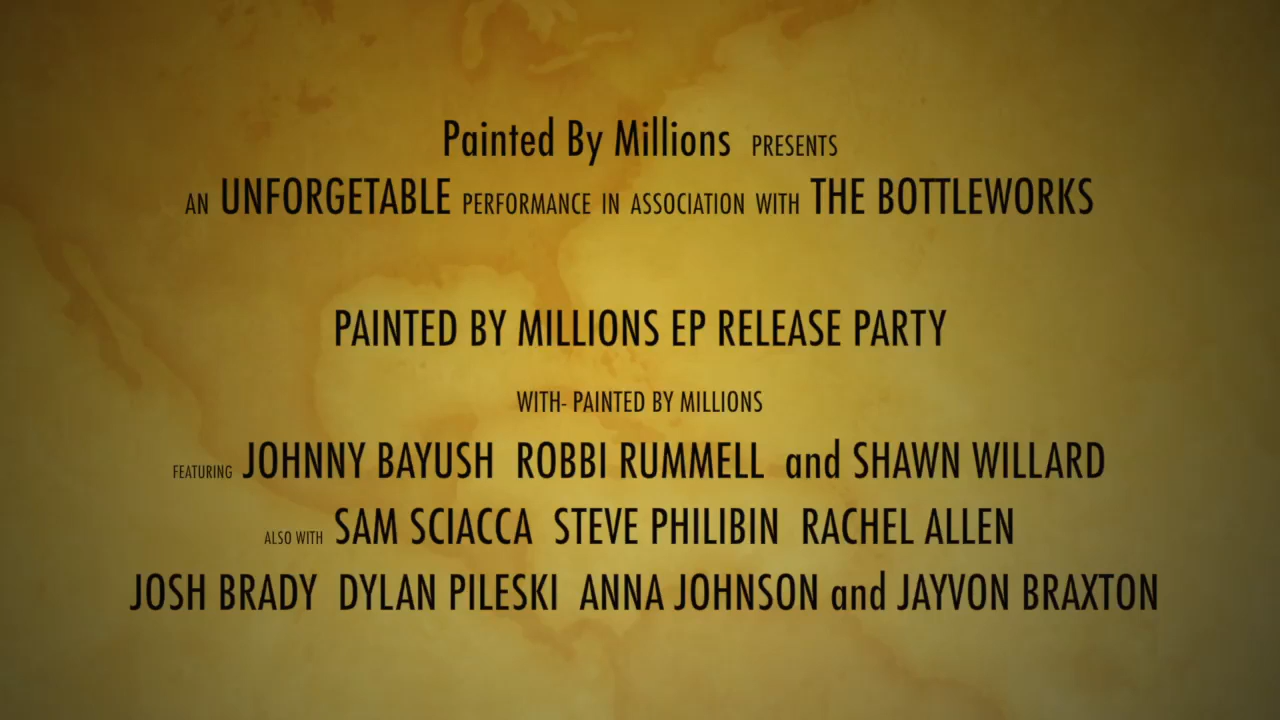 Painted By Millions PRESENTS
AN UNFORGETABLE PERFORMANCE IN ASSOCIATION WITH THE BOTTLEWORKS
PAINTED BY MILLIONS EP RELEASE PARTY
WITH- PAINTED BY MILLIONS
FEATURING JOHNNY BAYUSH ROBBI RUMMELL and SHAWN WILLARD
ALSO WITH SAM SCIACCA STEVE PHILIBIN RACHEL ALLEN
JOSH BRADY DYLAN PILESKI ANNA JOHNSON and JAYVON BRAXTON